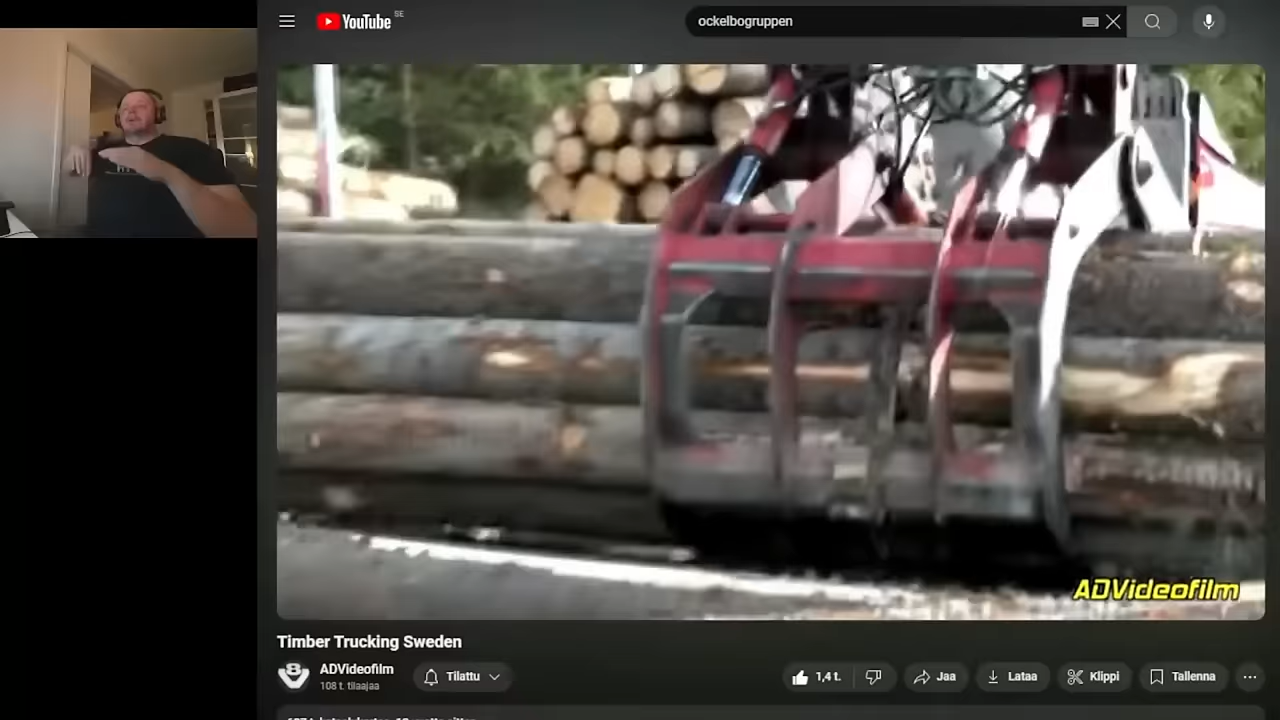 YouTube SE
ockelbogruppen
ADVideofilm
Timber Trucking Sweden
ADVideofilm
108 t. tilaajaa
Tilattu
1,4 t.
Jaa
Lataa
Klippi
Tallenna